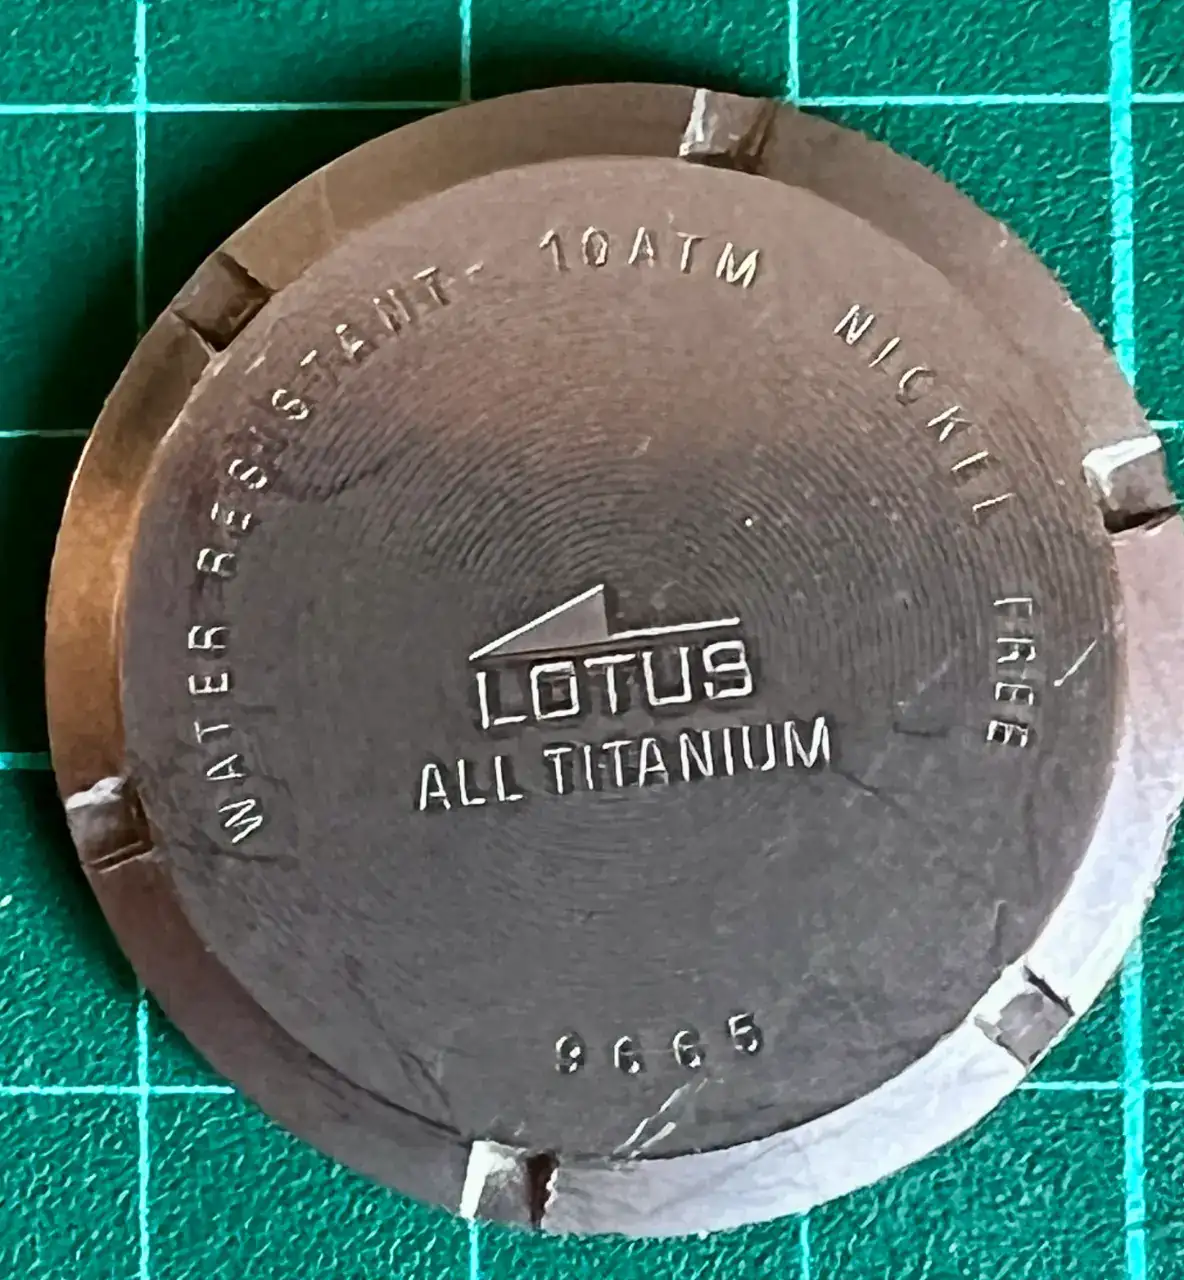 WATER RESISTANT- 10ATM NICKEL FREE
LOTUS
ALL TITANIUM
9665